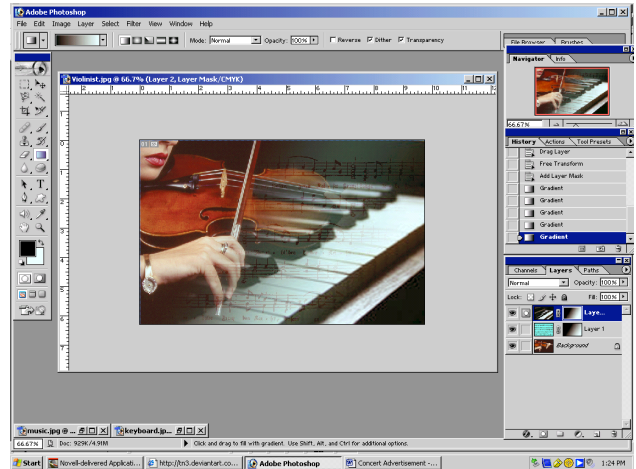 Adobe Photoshop
File Edit Image Layer Select Filter View Window Help
Mode: Normal Opacity: 100% Reverse Dither Transparency
File Browser Brushes
Violinist.jpg @ 66.7% (Layer 2, Layer Mask/CMYK)
Navigator Info
66.67%
History Actions Tool Presets
Drag Layer
Free Transform
Add Layer Mask
Gradient
Gradient
Gradient
Gradient
Gradient
Channels Layers Paths
Normal Opacity: 100%
Lock: Fill: 100%
Laye...
Layer 1
Background
music.jpg @ ... keyboard.jp...
66.67% Doc: 929K/4.91M Click and drag to fill with gradient. Use Shift, Alt, and Ctrl for additional options.
Start Novell-delivered Applicati... http://tn3.deviantart.co... Adobe Photoshop Concert Advertisement -... 1:24 PM